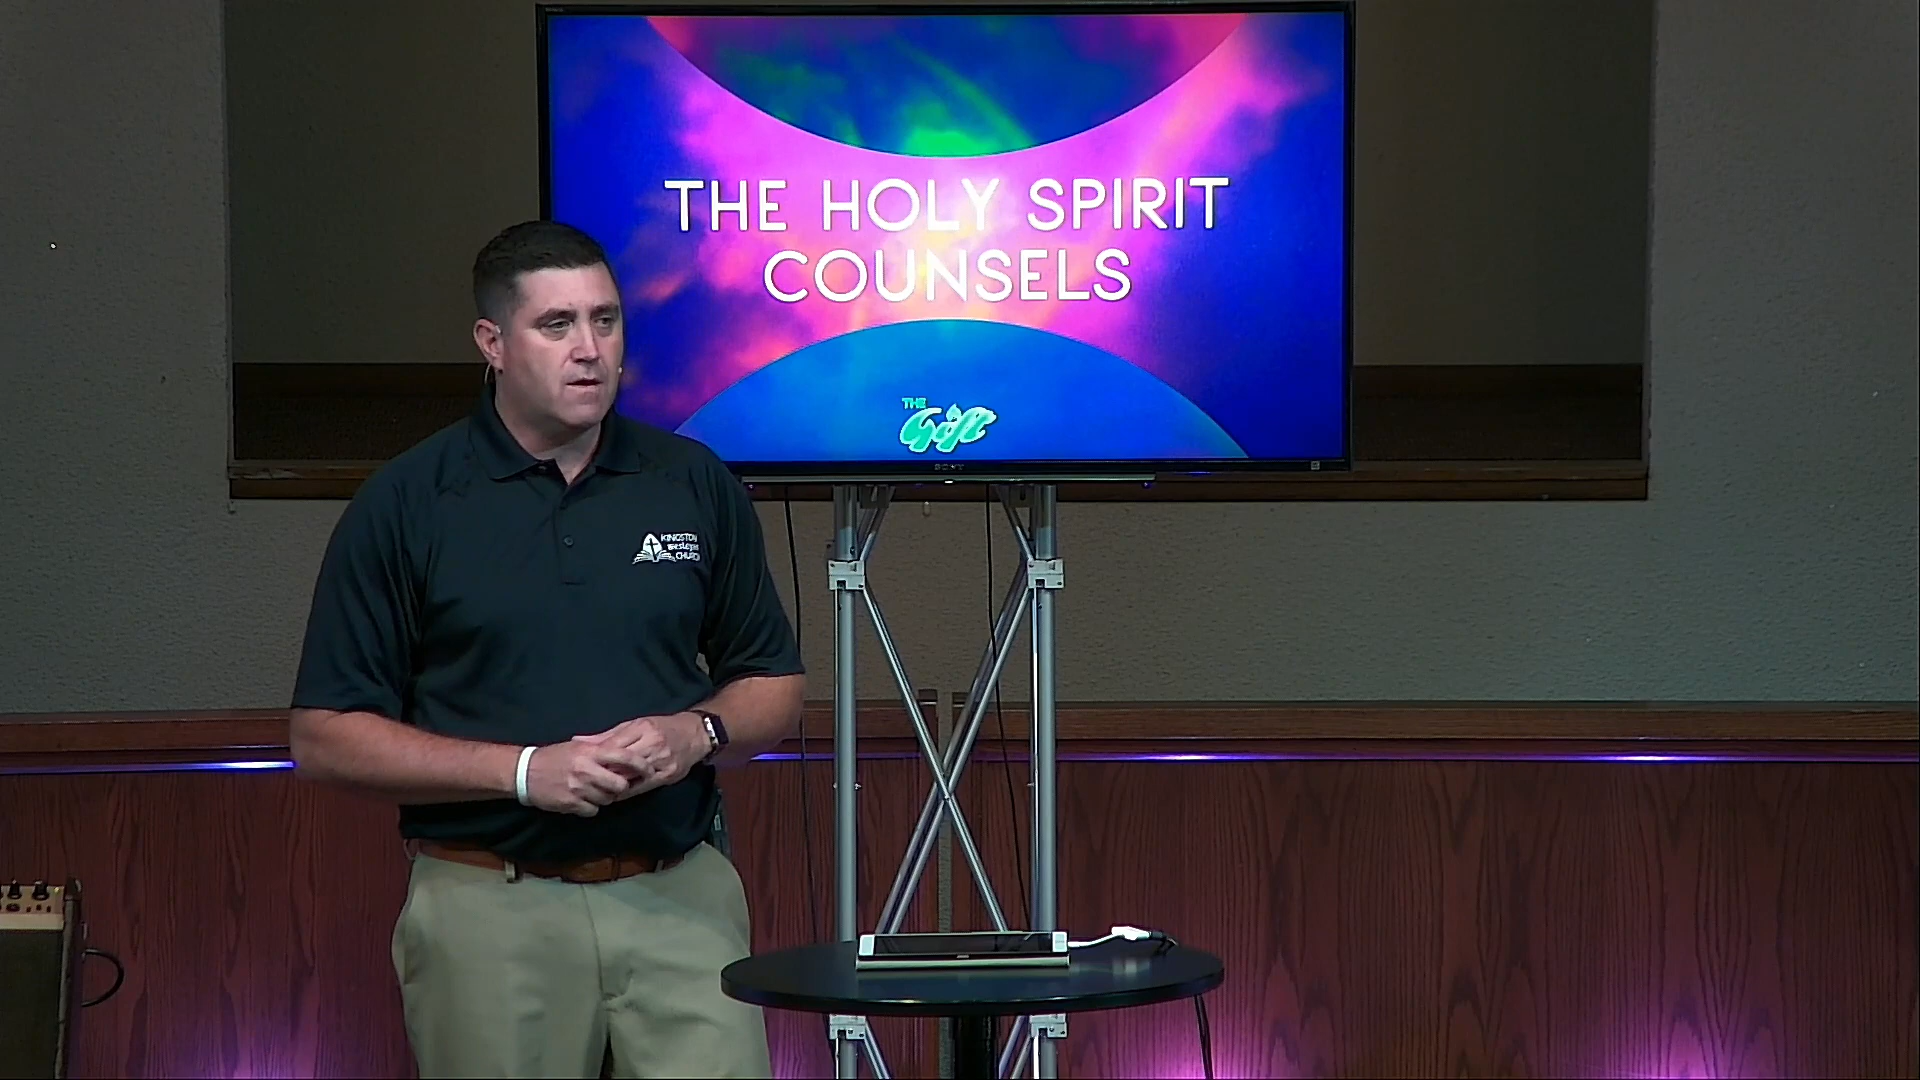 THE HOLY SPIRIT
COUNSELS
THE
Gift
SONY
KINGSTON
Wesleyan
CHURCH